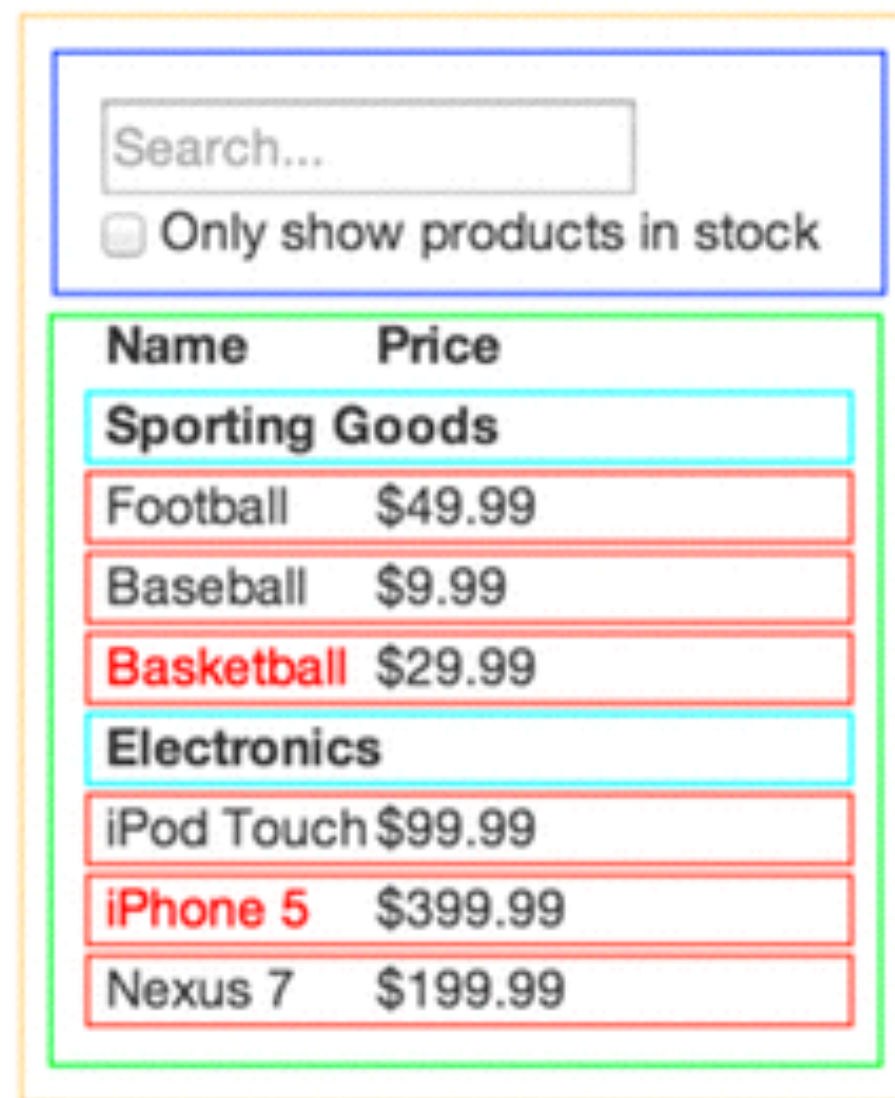 Search...
Only show products in stock
Name Price
Sporting Goods
Football $49.99
Baseball $9.99
Basketball $29.99
Electronics
iPod Touch $99.99
iPhone 5 $399.99
Nexus 7 $199.99